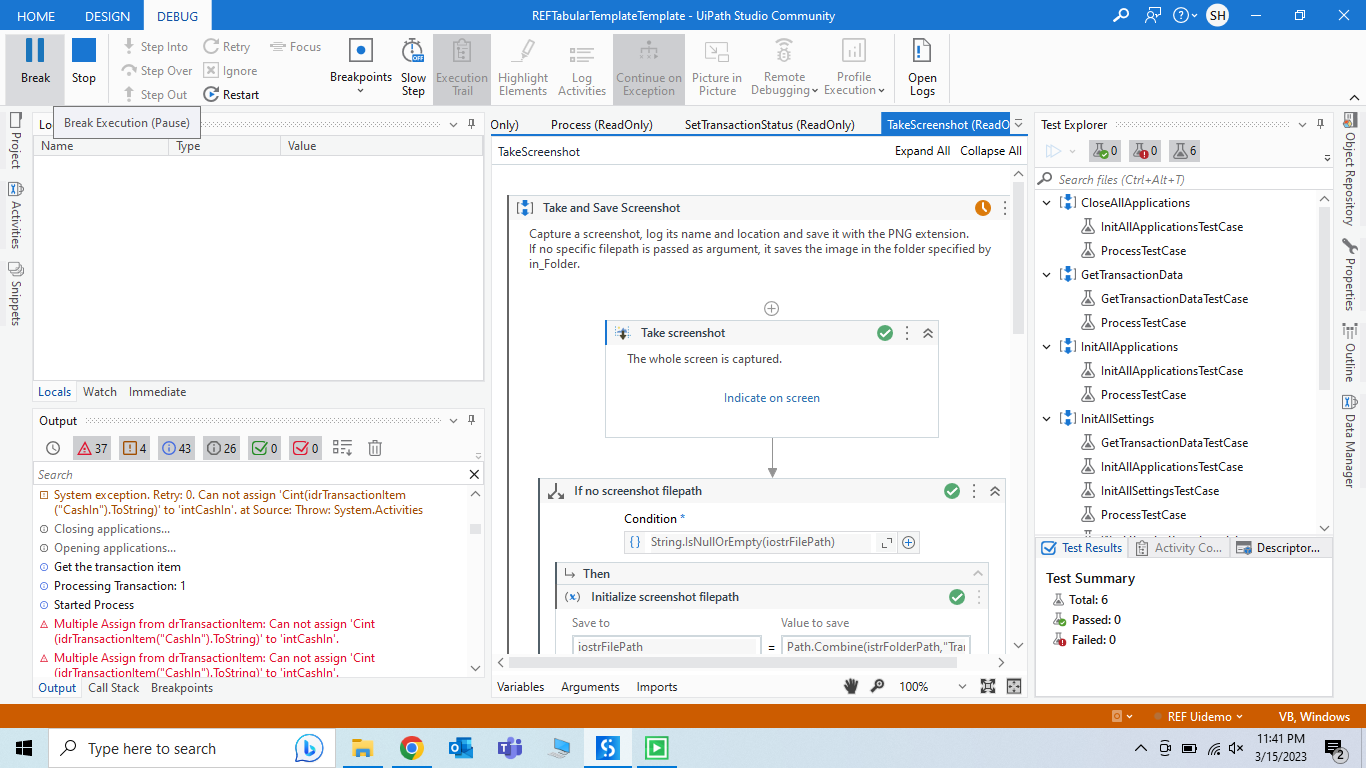 HOME DESIGN DEBUG REFTabularTemplateTemplate - UiPath Studio Community SH
Break
Stop
Step Into
Step Over
Step Out
Retry
Ignore
Restart
Focus
Breakpoints
Slow
Step
OFF
Execution
Trail
Highlight
Elements
Log
Activities
Continue on
Exception
Picture in
Picture
Remote
Debugging
Profile
Execution
Open
Logs
Break Execution (Pause)
Project
Activities
Snippets
Name Type Value
Locals Watch Immediate
Output
37 4 43 26 0 0
Search
System exception. Retry: 0. Can not assign 'Cint(idrTransactionItem
("CashIn").ToString)' to 'intCashIn'. at Source: Throw: System.Activities
Closing applications...
Opening applications...
Get the transaction item
Processing Transaction: 1
Started Process
Multiple Assign from drTransactionItem: Can not assign 'Cint
(idrTransactionItem("CashIn").ToString)' to 'intCashIn'.
Multiple Assign from drTransactionItem: Can not assign 'Cint
(idrTransactionItem("CashIn").ToString)' to 'intCashIn'.
Output Call Stack Breakpoints
Only) Process (ReadOnly) SetTransactionStatus (ReadOnly) TakeScreenshot (ReadO
TakeScreenshot Expand All Collapse All
Take and Save Screenshot
Capture a screenshot, log its name and location and save it with the PNG extension.
If no specific filepath is passed as argument, it saves the image in the folder specified by
in_Folder.
Take screenshot
The whole screen is captured.
Indicate on screen
If no screenshot filepath
Condition *
String.IsNullOrEmpty(iostrFilePath)
Then
Initialize screenshot filepath
Save to Value to save
iostrFilePath = Path.Combine(istrFolderPath,"Tran
Variables Arguments Imports 100%
Test Explorer
0 0 6
Search files (Ctrl+Alt+T)
CloseAllApplications
InitAllApplicationsTestCase
ProcessTestCase
GetTransactionData
GetTransactionDataTestCase
ProcessTestCase
InitAllApplications
InitAllApplicationsTestCase
ProcessTestCase
InitAllSettings
GetTransactionDataTestCase
InitAllApplicationsTestCase
InitAllSettingsTestCase
ProcessTestCase
Test Results Activity Co... Descriptor...
Test Summary
Total: 6
Passed: 0
Failed: 0
Object Repository
Properties
Outline
Data Manager
REF Uidemo VB, Windows
Type here to search
11:41 PM
3/15/2023
2